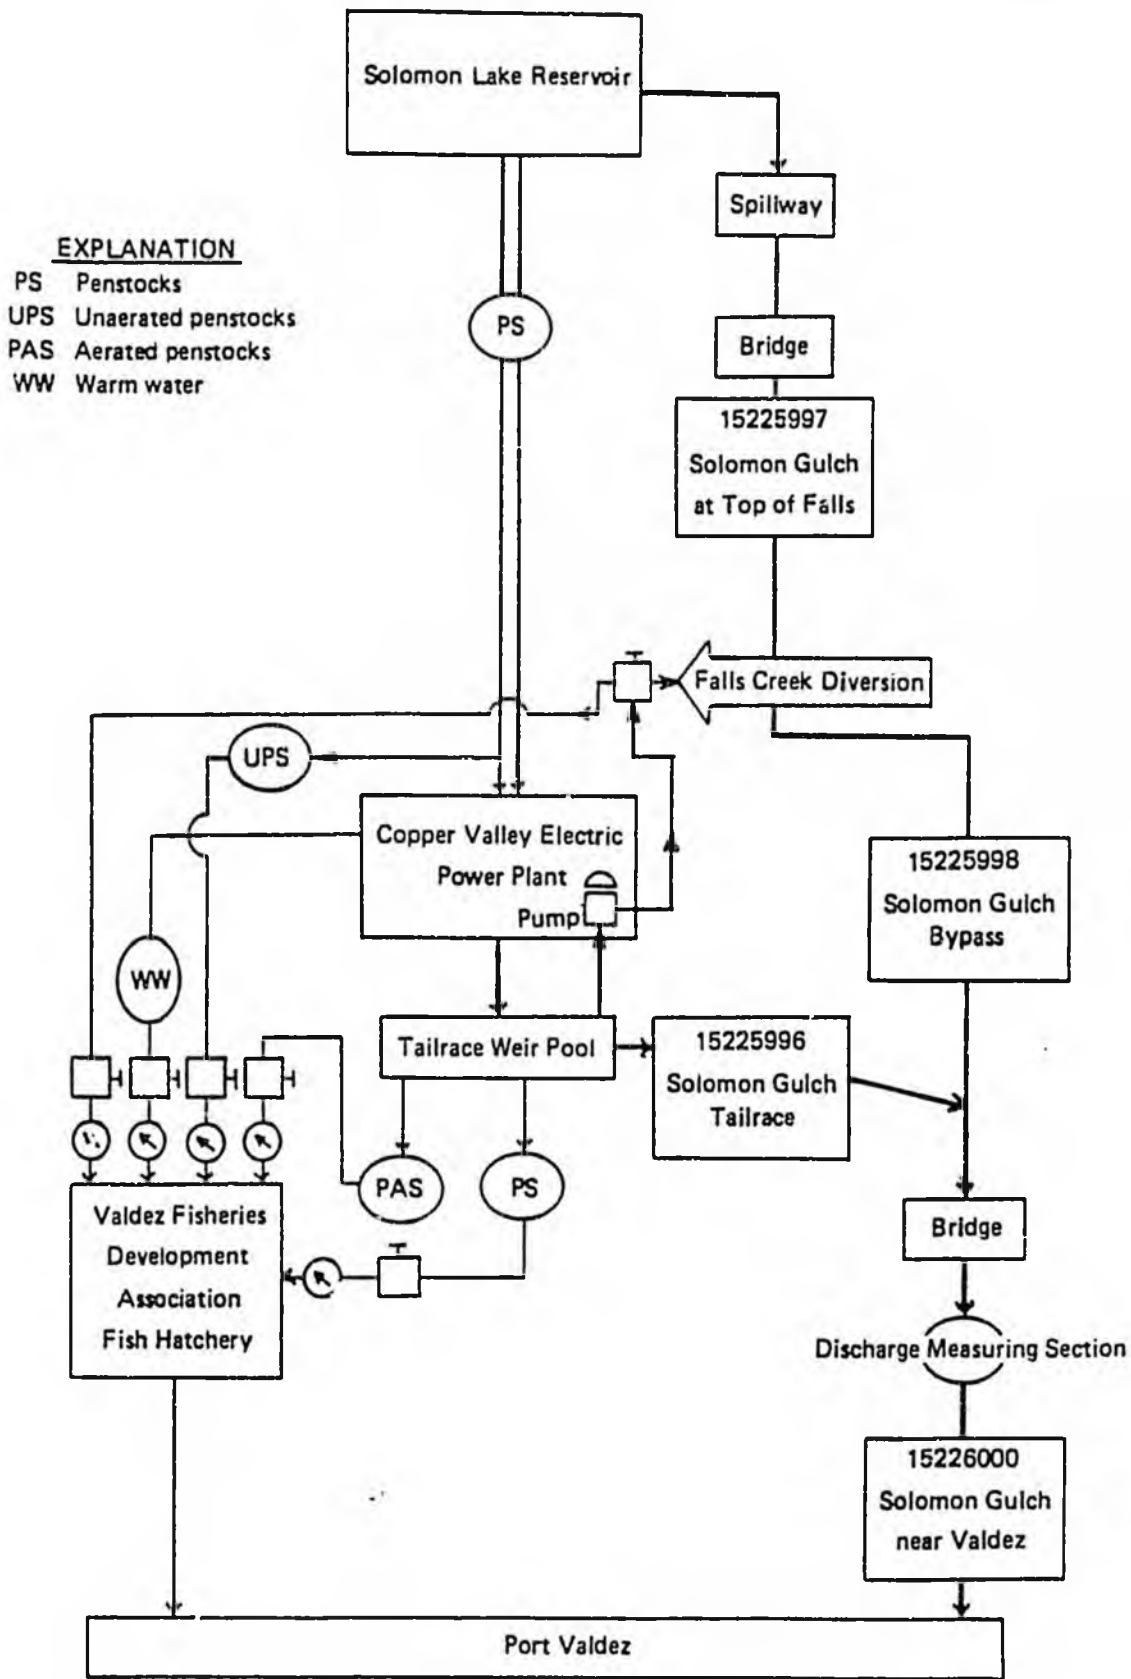 Solomon Lake Reservoir
Spillway
EXPLANATION
PS Penstocks
UPS Unaerated penstocks
PAS Aerated penstocks
WW Warm water
PS
Bridge
15225997
Solomon Gulch
at Top of Falls
Falls Creek Diversion
UPS
Copper Valley Electric
Power Plant
Pump
15225998
Solomon Gulch
Bypass
WW
Tailrace Weir Pool
15225996
Solomon Gulch
Tailrace
PAS
PS
Valdez Fisheries
Development
Association
Fish Hatchery
Bridge
Discharge Measuring Section
15226000
Solomon Gulch
near Valdez
Port Valdez